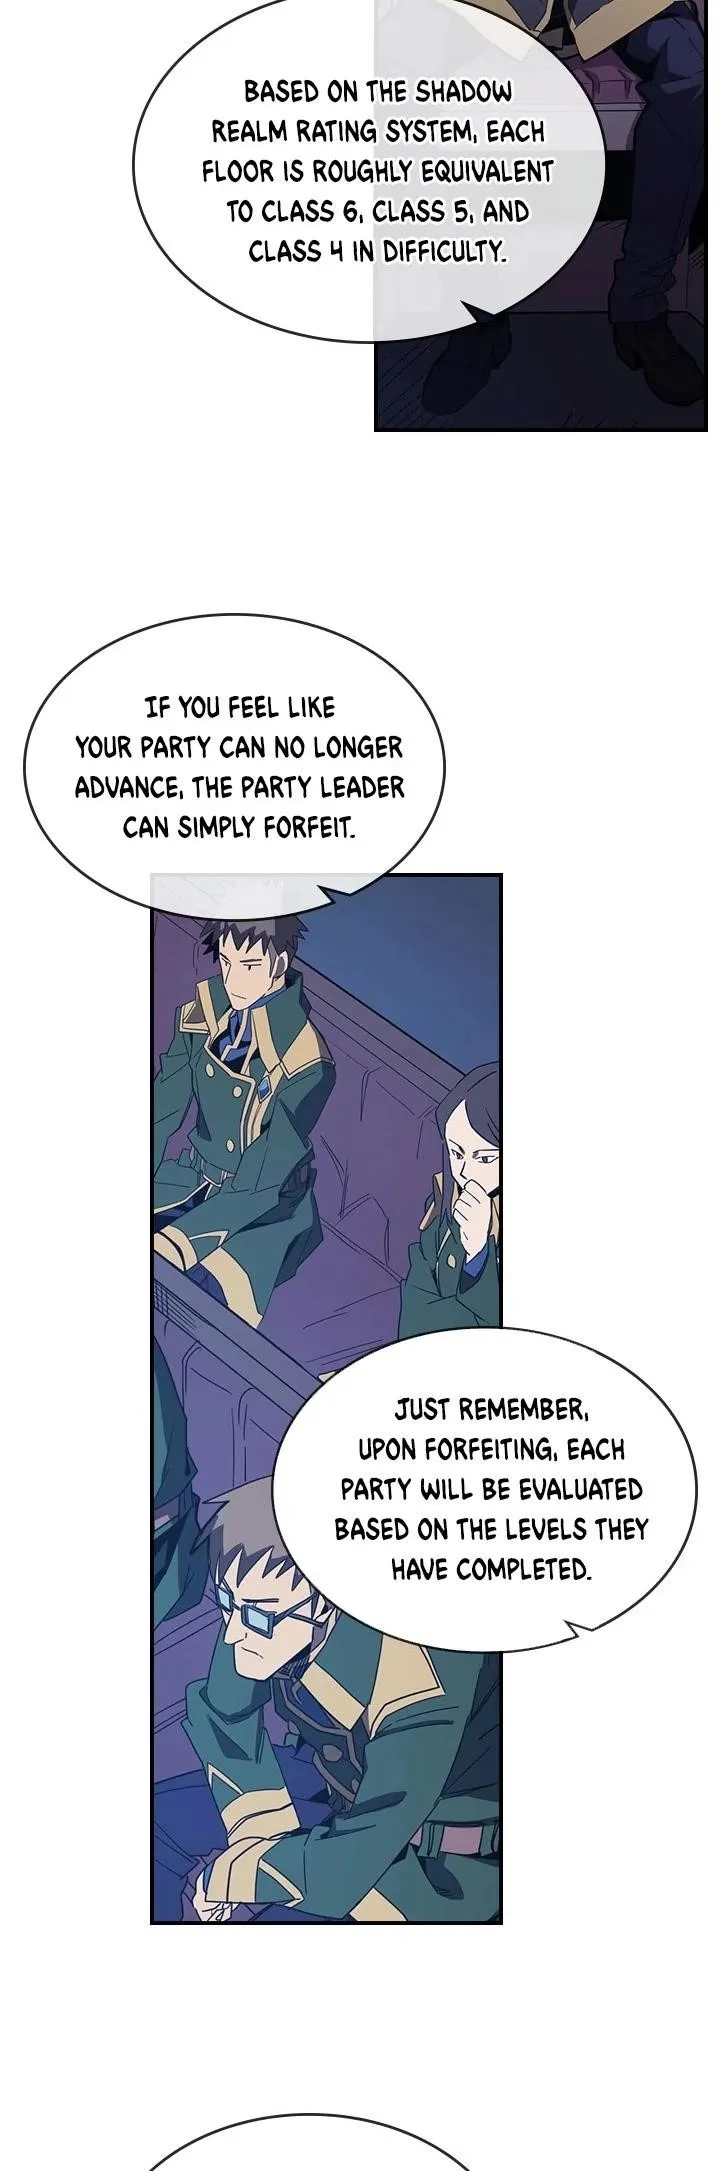 BASED ON THE SHADOW
REALM RATING SYSTEM, EACH
FLOOR IS ROUGHLY EQUIVALENT
TO CLASS 6, CLASS 5, AND
CLASS 4 IN DIFFICULTY.
IF YOU FEEL LIKE
YOUR PARTY CAN NO LONGER
ADVANCE, THE PARTY LEADER
CAN SIMPLY FORFEIT.
JUST REMEMBER,
UPON FORFEITING, EACH
PARTY WILL BE EVALUATED
BASED ON THE LEVELS THEY
HAVE COMPLETED.